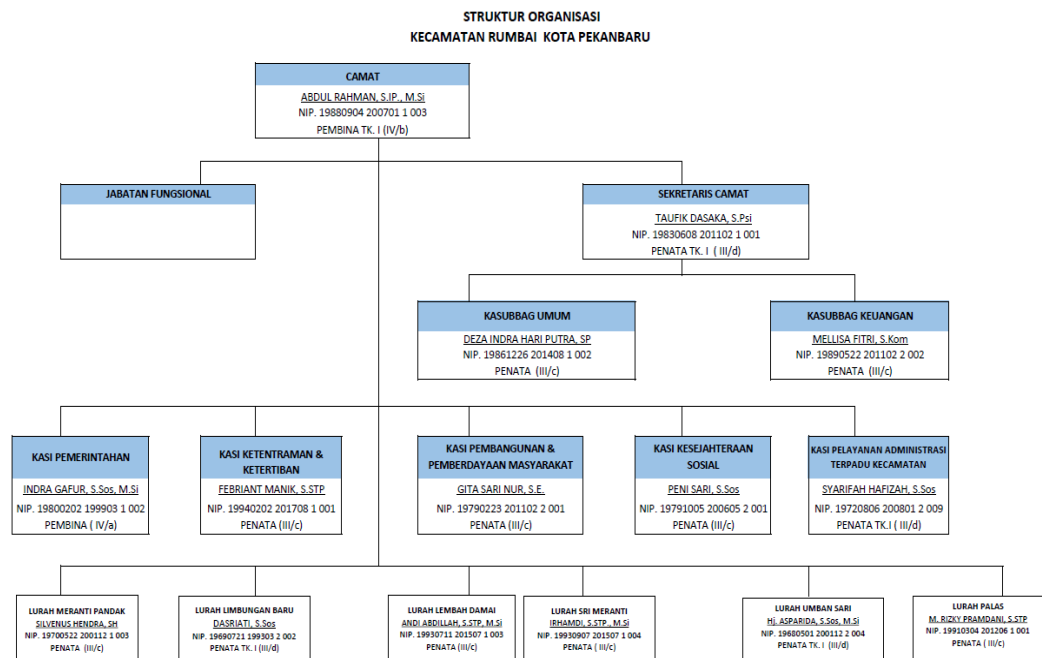 STRUKTUR ORGANISASI
KECAMATAN RUMBAI KOTA PEKANBARU
CAMAT
ABDUL RAHMAN, S.IP., M.Si
NIP. 19880904 200701 1 003
PEMBINA TK. I (IV/b)
JABATAN FUNGSIONAL
SEKRETARIS CAMAT
TAUFIK DASAKA, S.Psi
NIP. 19830608 201102 1 001
PENATA TK. I ( III/d)
KASUBBAG UMUM
DEZA INDRA HARI PUTRA, SP
NIP. 19861226 201408 1 002
PENATA (III/c)
KASUBBAG KEUANGAN
MELLISA FITRI, S.Kom
NIP. 19890522 201102 2 002
PENATA (III/c)
KASI PEMERINTAHAN
INDRA GAFUR, S.Sos, M.Si
NIP. 19800202 199903 1 002
PEMBINA ( IV/a)
KASI KETENTRAMAN &
KETERTIBAN
FEBRIANT MANIK, S.STP
NIP. 19940202 201708 1 001
PENATA (III/c)
KASI PEMBANGUNAN &
PEMBERDAYAAN MASYARAKAT
GITA SARI NUR, S.E.
NIP. 19790223 201102 2 001
PENATA (III/c)
KASI KESEJAHTERAAN
SOSIAL
PENI SARI, S.Sos
NIP. 19791005 200605 2 001
PENATA (III/c)
KASI PELAYANAN ADMINISTRASI
TERPADU KECAMATAN
SYARIFAH HAFIZAH, S.Sos
NIP. 19720806 200801 2 009
PENATA TK.I ( III/d)
LURAH MERANTI PANDAK
SILVENUS HENDRA, SH
NIP. 19700522 200112 1 003
PENATA (III/c)
LURAH LIMBUNGAN BARU
DASRIATI, S.Sos
NIP. 19690721 199303 2 002
PENATA TK. I (III/d)
LURAH LEMBAH DAMAI
ANDI ABDILLAH, S.STP, M.Si
NIP. 19930711 201507 1 003
PENATA ( III/c)
LURAH SRI MERANTI
IRHAMDI, S.STP., M.Si
NIP. 19930907 201507 1 004
PENATA ( III/c)
LURAH UMBAN SARI
Hj. ASPARIDA, S.Sos, M.Si
NIP. 19680501 200112 2 004
PENATA TK. I (III/d)
LURAH PALAS
M. RIZKY PRAMDANI, S.STP
NIP. 19910304 201206 1 001
PENATA (III/c)